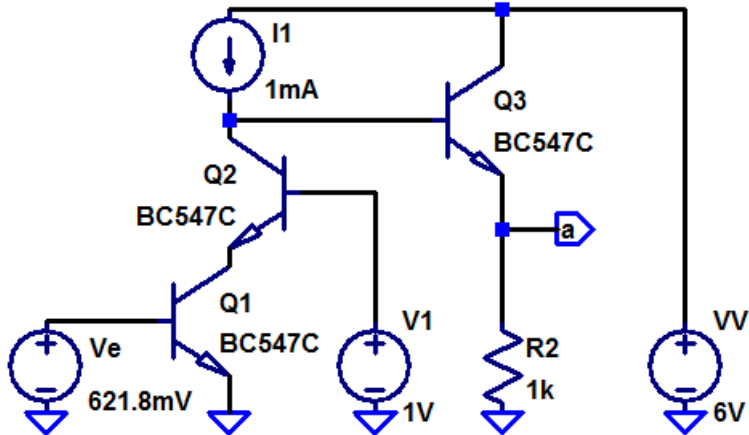 I1
1mA
Q3
BC547C
Q2
BC547C
a
Q1
BC547C
Ve
621.8mV
V1
1V
R2
1k
VV
6V